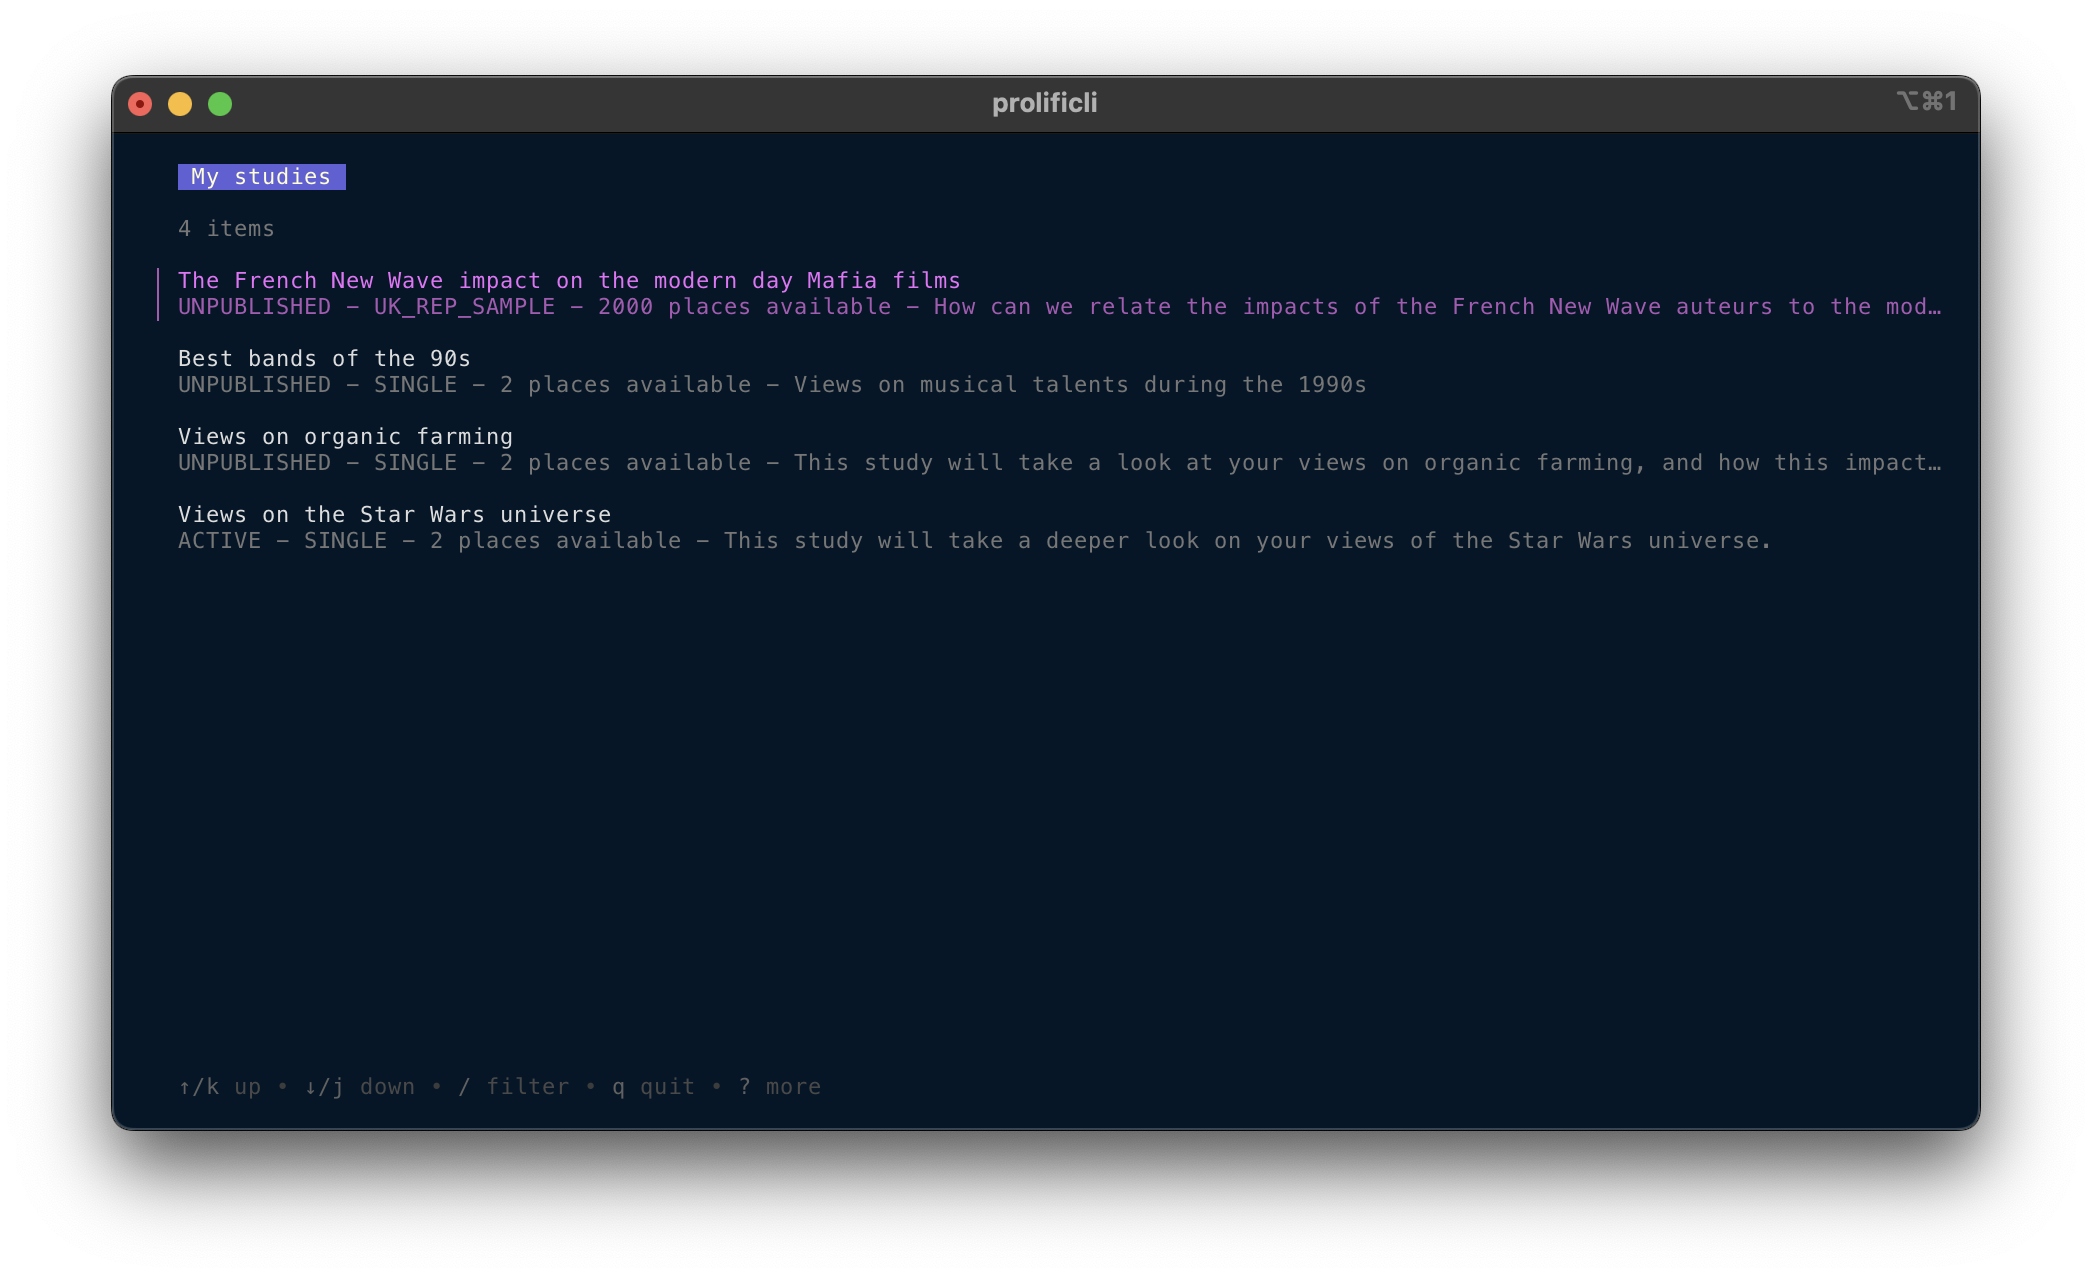 prolificli
⌥⌘1
My studies
4 items
The French New Wave impact on the modern day Mafia films
UNPUBLISHED - UK_REP_SAMPLE - 2000 places available - How can we relate the impacts of the French New Wave auteurs to the mod…
Best bands of the 90s
UNPUBLISHED - SINGLE - 2 places available - Views on musical talents during the 1990s
Views on organic farming
UNPUBLISHED - SINGLE - 2 places available - This study will take a look at your views on organic farming, and how this impact…
Views on the Star Wars universe
ACTIVE - SINGLE - 2 places available - This study will take a deeper look on your views of the Star Wars universe.
↑/k up • ↓/j down • / filter • q quit • ? more